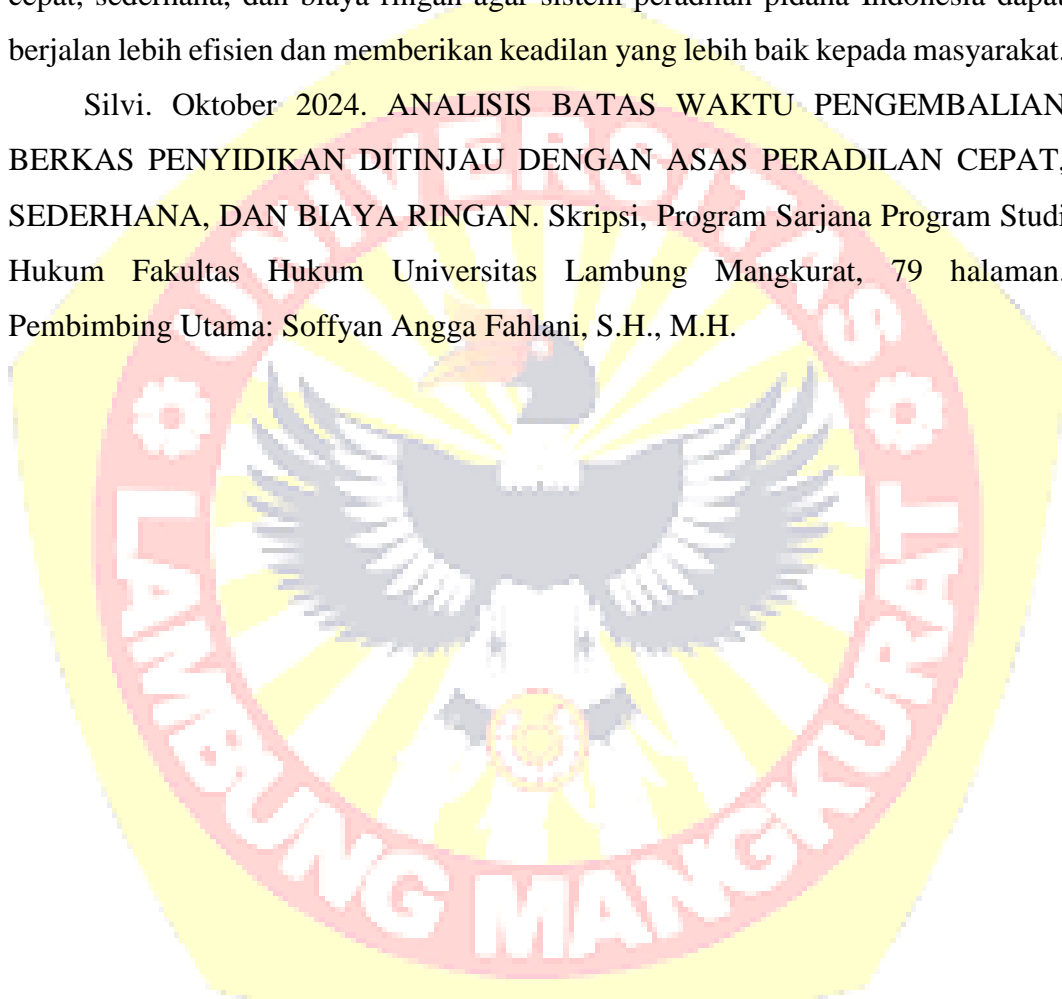 cepat, sederhana, dan biaya ringan agar sistem peradilan pidana Indonesia dapat
berjalan lebih efisien dan memberikan keadilan yang lebih baik kepada masyarakat.
Silvi. Oktober 2024. ANALISIS BATAS WAKTU PENGEMBALIAN
BERKAS PENYIDIKAN DITINJAU DENGAN ASAS PERADILAN CEPAT,
SEDERHANA, DAN BIAYA RINGAN. Skripsi, Program Sarjana Program Studi
Hukum Fakultas Hukum Universitas Lambung Mangkurat, 79 halaman.
Pembimbing Utama: Soffyan Angga Fahlani, S.H., M.H.
UNIVERSITAS
LAMBUNG MANGKURAT